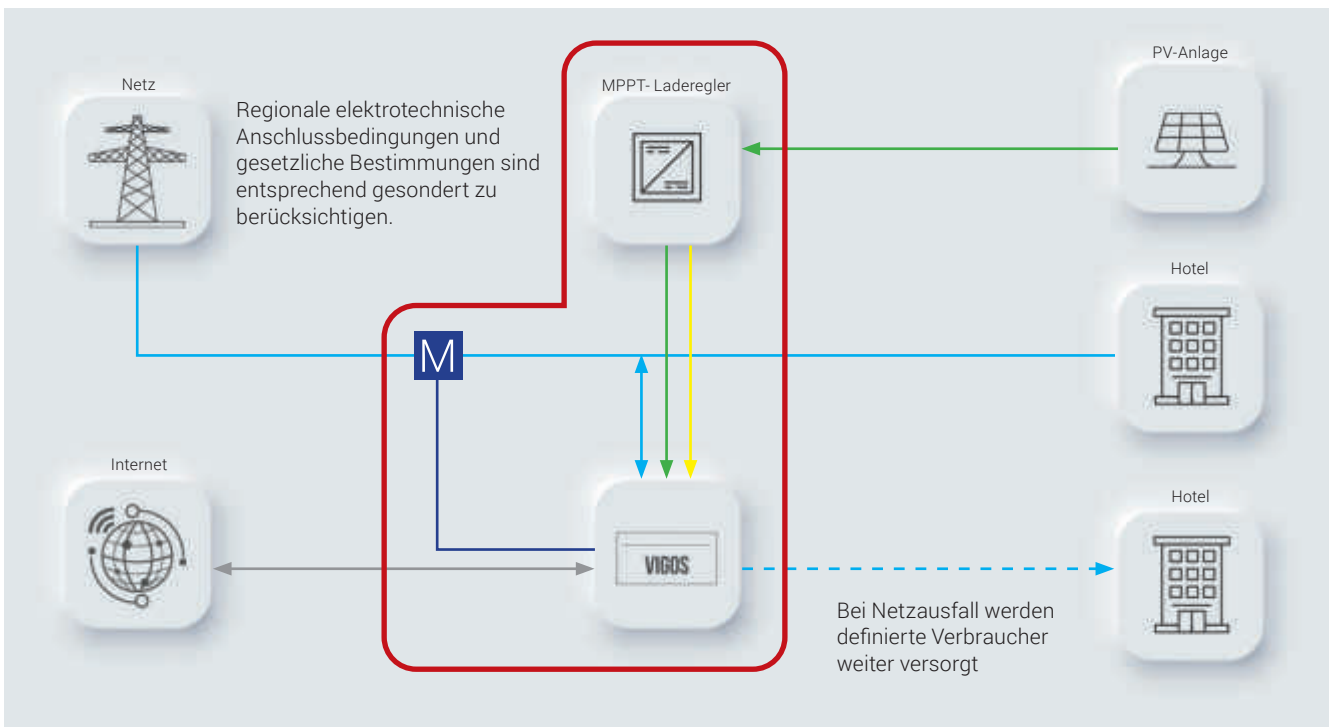 Netz
Regionale elektrotechnische
Anschlussbedingungen und
gesetzliche Bestimmungen sind
entsprechend gesondert zu
berücksichtigen.
MPPT- Laderegler
PV-Anlage
Hotel
M
Internet
VIGOS
Hotel
Bei Netzausfall werden
definierte Verbraucher
weiter versorgt